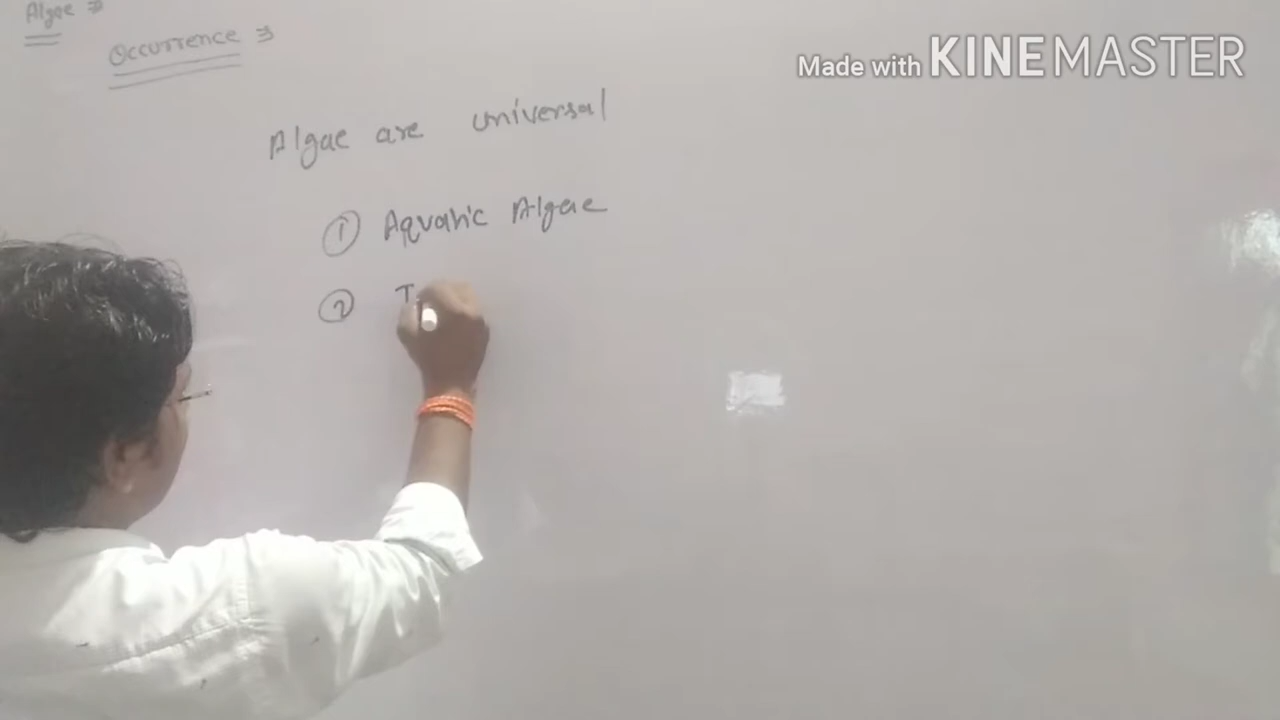 Algae ⇒
Occurrence ⇒
Made with KINEMASTER
Algae are universal
① Aquatic Algae
② T